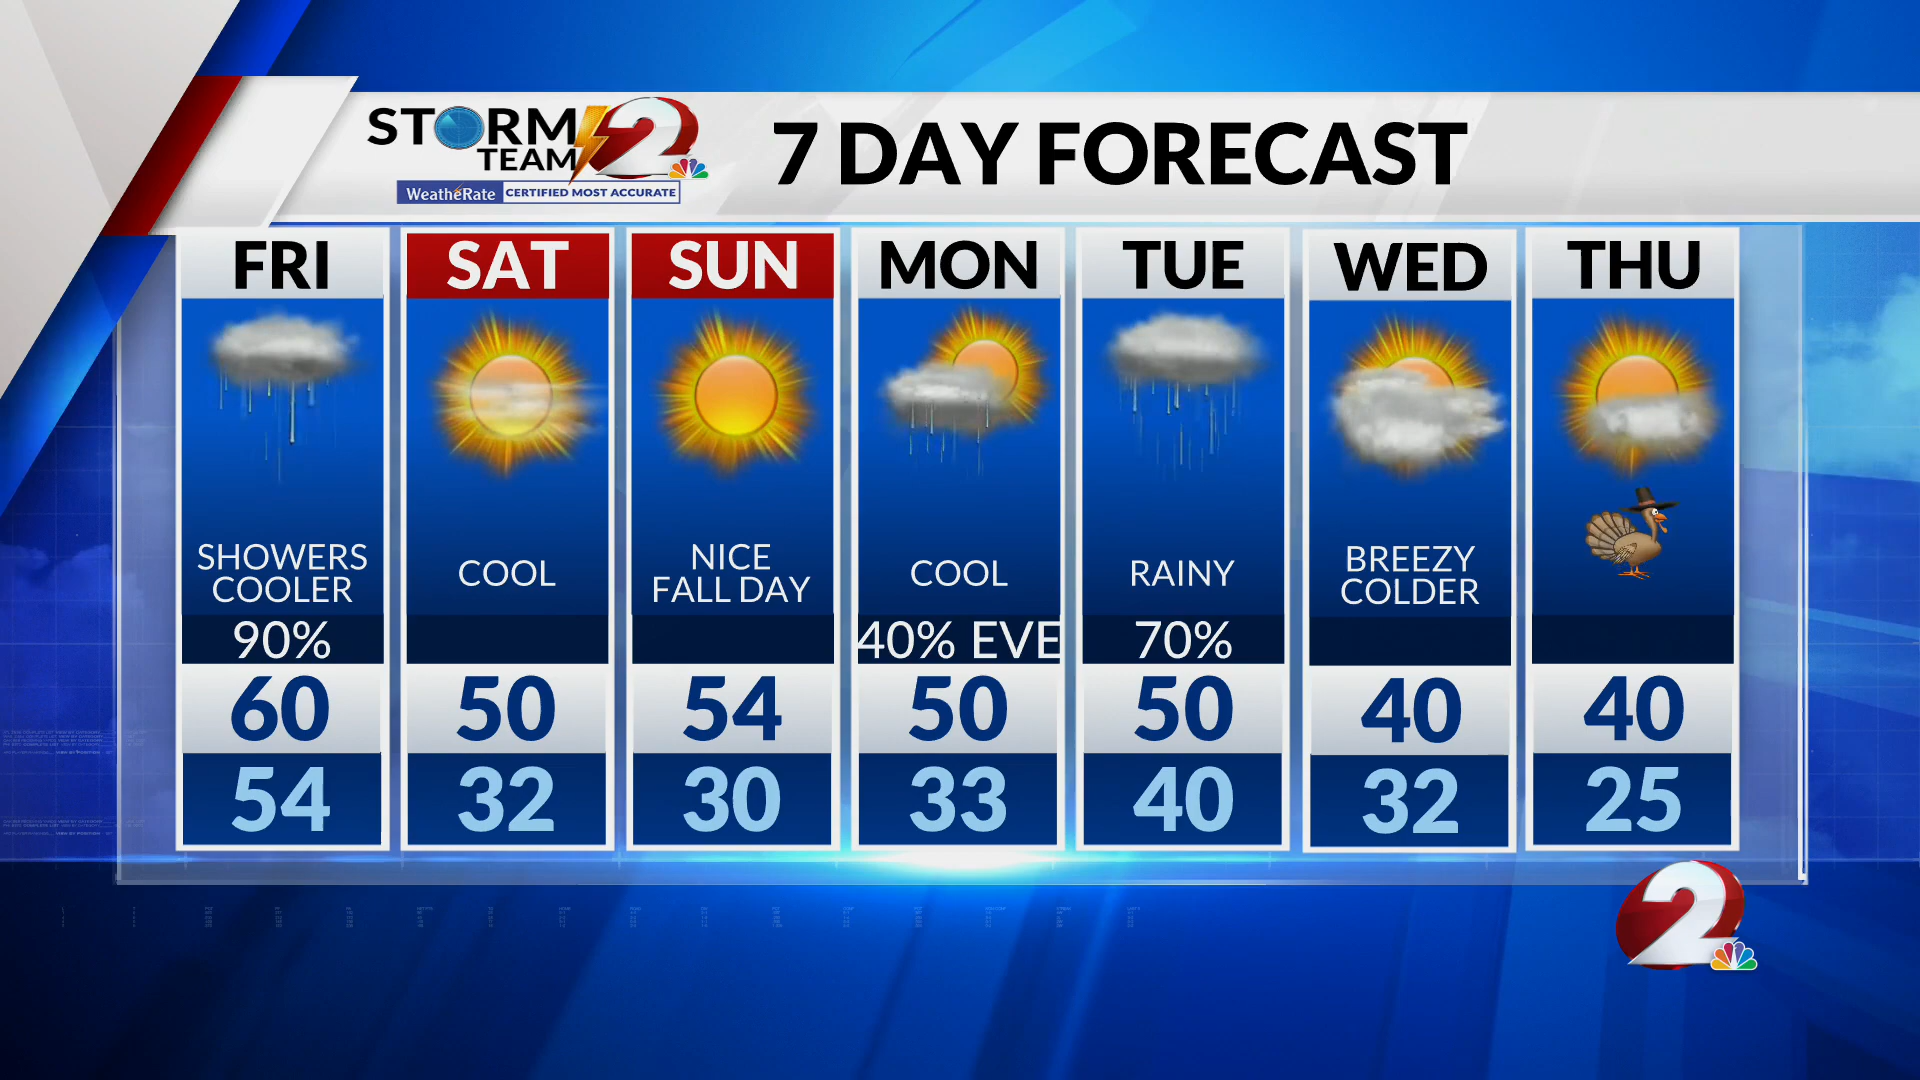 STORM
TEAM
2
WeatheRate CERTIFIED MOST ACCURATE
7 DAY FORECAST
FRI
SHOWERS
COOLER
90%
60
54
SAT
COOL
50
32
SUN
NICE
FALL DAY
54
30
MON
COOL
40% EVE
50
33
TUE
RAINY
70%
50
40
WED
BREEZY
COLDER
40
32
THU
40
25
2